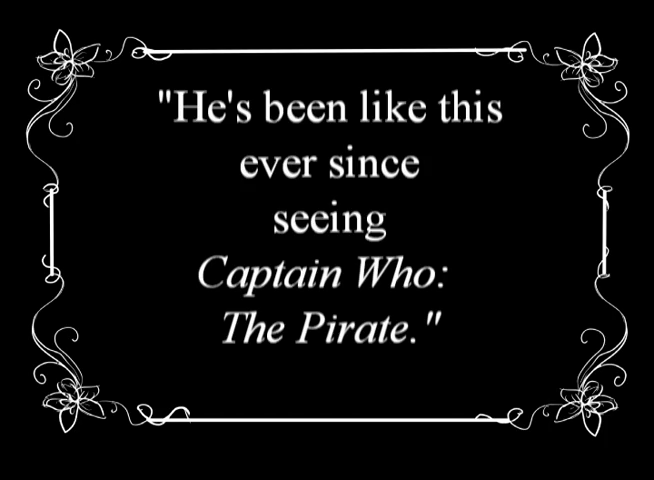 "He's been like this
ever since
seeing
Captain Who:
The Pirate."